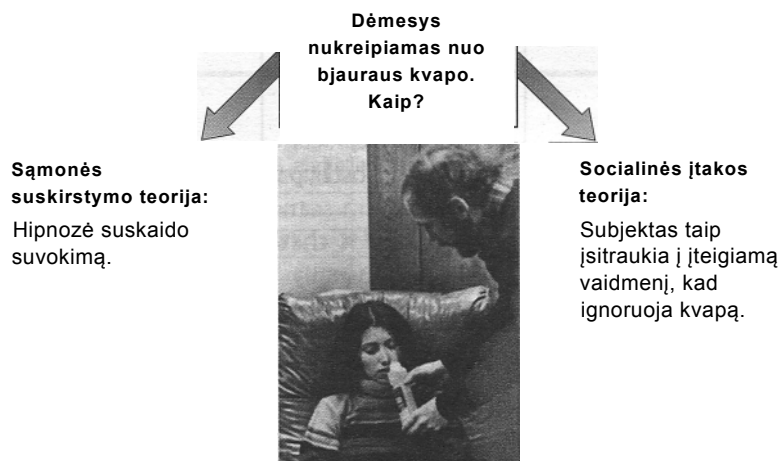 Dėmesys
nukreipiamas nuo
bjauraus kvapo.
Kaip?
Sąmonės
suskirstymo teorija:
Hipnozė suskaido
suvokimą.
Socialinės įtakos
teorija:
Subjektas taip
įsitraukia į įteigiamą
vaidmenį, kad
ignoruoja kvapą.